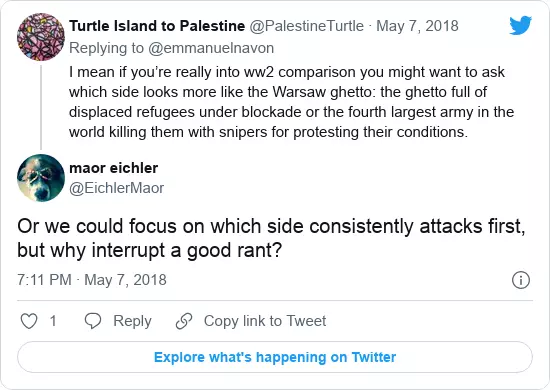 Turtle Island to Palestine @PalestineTurtle · May 7, 2018
Replying to @emmanuelnavon
I mean if you’re really into ww2 comparison you might want to ask
which side looks more like the Warsaw ghetto: the ghetto full of
displaced refugees under blockade or the fourth largest army in the
world killing them with snipers for protesting their conditions.
maor eichler
@EichlerMaor
Or we could focus on which side consistently attacks first,
but why interrupt a good rant?
7:11 PM · May 7, 2018
1 Reply Copy link to Tweet
Explore what's happening on Twitter